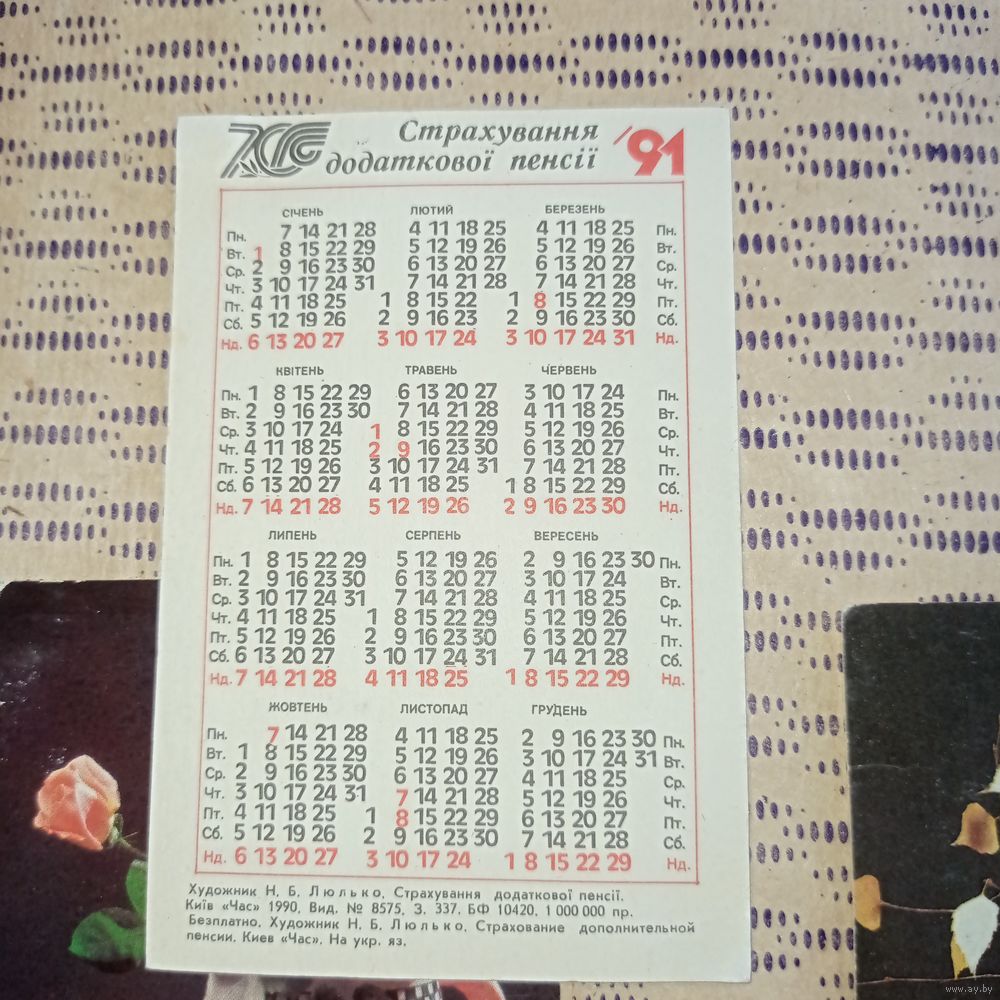 Страхування
додаткової пенсії '91
СІЧЕНЬ ЛЮТИЙ БЕРЕЗЕНЬ
Пн. 7 14 21 28 4 11 18 25 4 11 18 25 Пн.
Вт. 1 8 15 22 29 5 12 19 26 5 12 19 26 Вт.
Ср. 2 9 16 23 30 6 13 20 27 6 13 20 27 Ср.
Чт. 3 10 17 24 31 7 14 21 28 7 14 21 28 Чт.
Пт. 4 11 18 25 1 8 15 22 1 8 15 22 29 Пт.
Сб. 5 12 19 26 2 9 16 23 2 9 16 23 30 Сб.
Нд. 6 13 20 27 3 10 17 24 3 10 17 24 31 Нд.
КВІТЕНЬ ТРАВЕНЬ ЧЕРВЕНЬ
Пн. 1 8 15 22 29 6 13 20 27 3 10 17 24 Пн.
Вт. 2 9 16 23 30 7 14 21 28 4 11 18 25 Вт.
Ср. 3 10 17 24 1 8 15 22 29 5 12 19 26 Ср.
Чт. 4 11 18 25 2 9 16 23 30 6 13 20 27 Чт.
Пт. 5 12 19 26 3 10 17 24 31 7 14 21 28 Пт.
Сб. 6 13 20 27 4 11 18 25 1 8 15 22 29 Сб.
Нд. 7 14 21 28 5 12 19 26 2 9 16 23 30 Нд.
ЛИПЕНЬ СЕРПЕНЬ ВЕРЕСЕНЬ
Пн. 1 8 15 22 29 5 12 19 26 2 9 16 23 30 Пн.
Вт. 2 9 16 23 30 6 13 20 27 3 10 17 24 Вт.
Ср. 3 10 17 24 31 7 14 21 28 4 11 18 25 Ср.
Чт. 4 11 18 25 1 8 15 22 29 5 12 19 26 Чт.
Пт. 5 12 19 26 2 9 16 23 30 6 13 20 27 Пт.
Сб. 6 13 20 27 3 10 17 24 31 7 14 21 28 Сб.
Нд. 7 14 21 28 4 11 18 25 1 8 15 22 29 Нд.
ЖОВТЕНЬ ЛИСТОПАД ГРУДЕНЬ
Пн. 7 14 21 28 4 11 18 25 2 9 16 23 30 Пн.
Вт. 1 8 15 22 29 5 12 19 26 3 10 17 24 31 Вт.
Ср. 2 9 16 23 30 6 13 20 27 4 11 18 25 Ср.
Чт. 3 10 17 24 31 7 14 21 28 5 12 19 26 Чт.
Пт. 4 11 18 25 1 8 15 22 29 6 13 20 27 Пт.
Сб. 5 12 19 26 2 9 16 23 30 7 14 21 28 Сб.
Нд. 6 13 20 27 3 10 17 24 1 8 15 22 29 Нд.
Художник Н. Б. Люлько, Страхування додаткової пенсії.
Київ «Час» 1990, Вид. № 8575, З. 337, БФ 10420, 1 000 000 пр.
Безплатно, Художник Н. Б. Люлько, Страхование дополнительной
пенсии. Киев «Час». На укр. яз.
www.ay.by